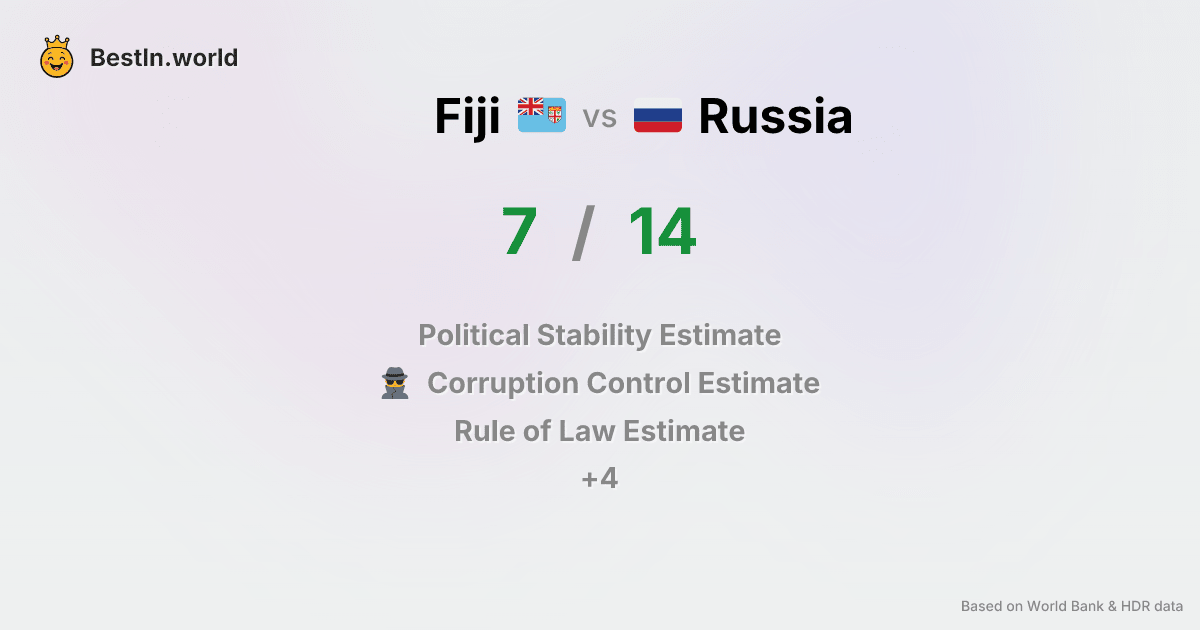 BestIn.world
Fiji vs Russia
7 / 14
Political Stability Estimate
Corruption Control Estimate
Rule of Law Estimate
+4
Based on World Bank & HDR data